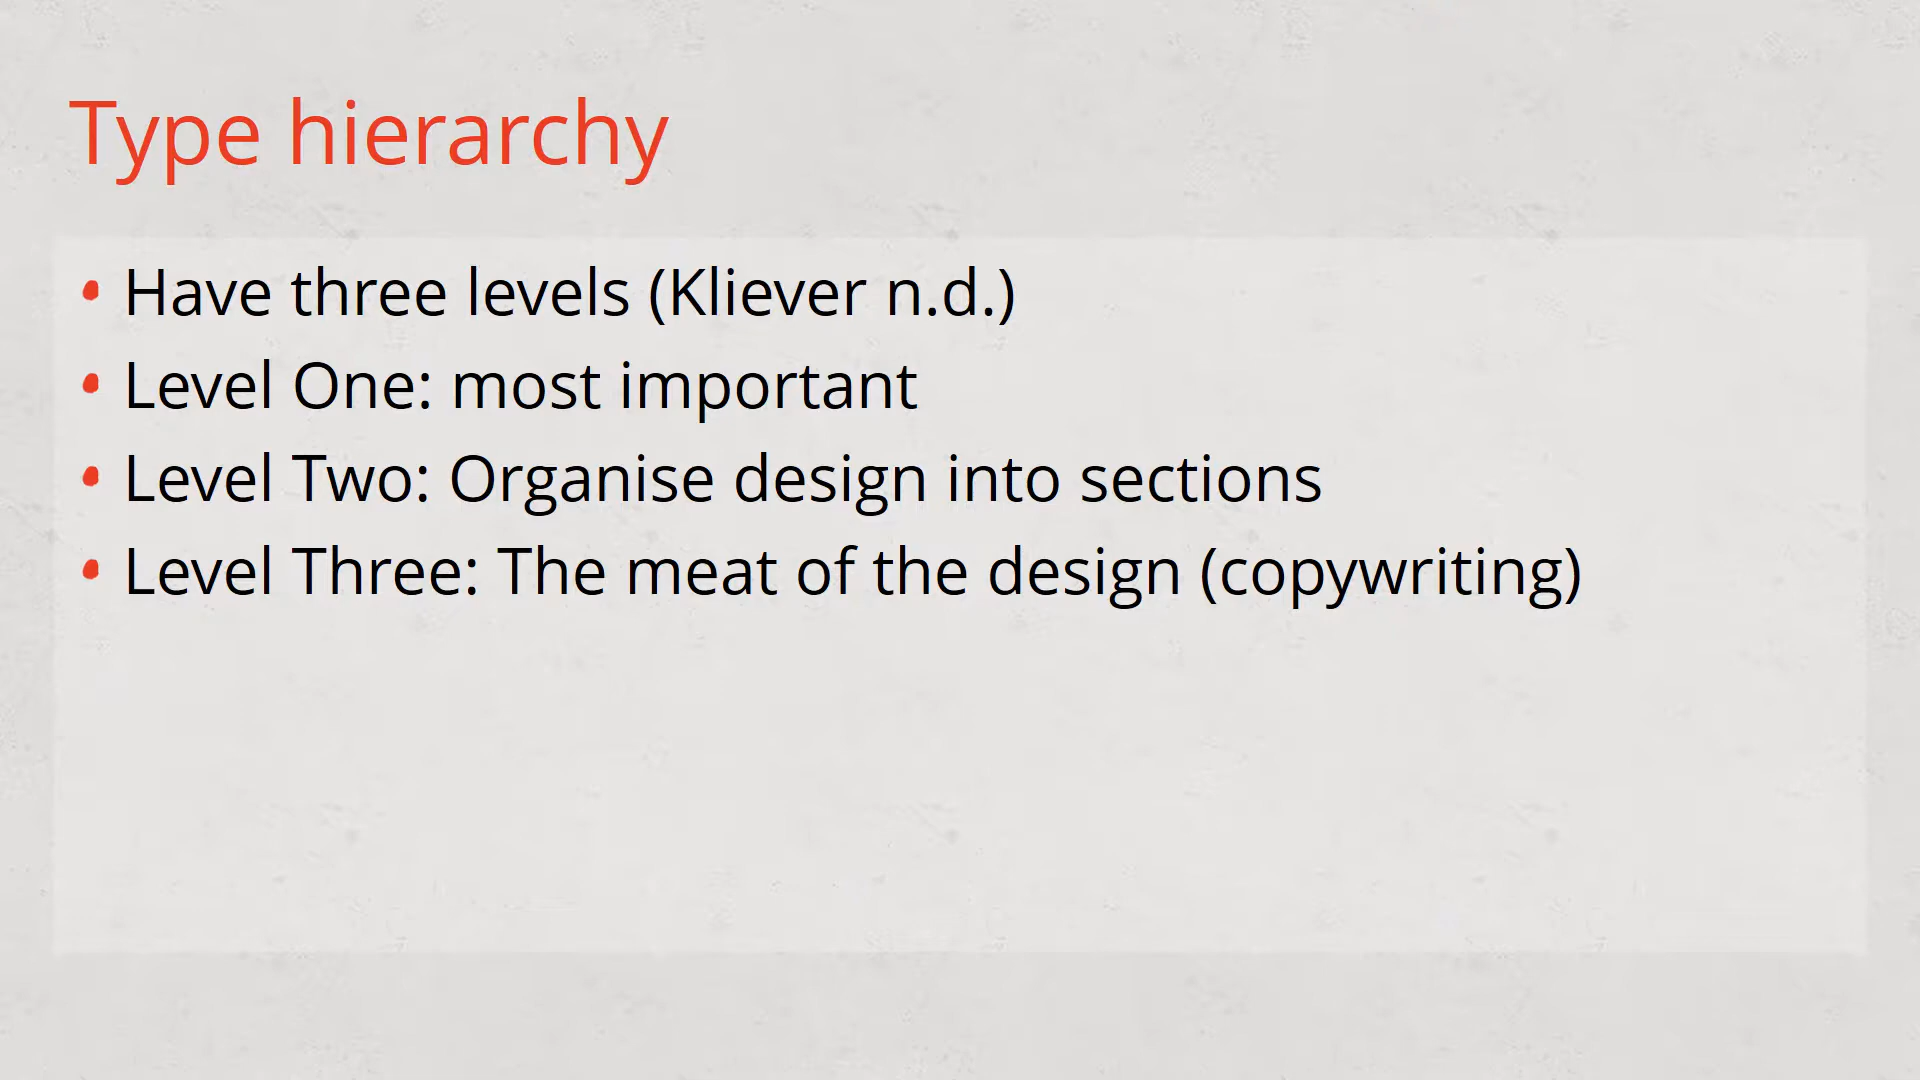 Type hierarchy
• Have three levels (Kliever n.d.)
• Level One: most important
• Level Two: Organise design into sections
• Level Three: The meat of the design (copywriting)